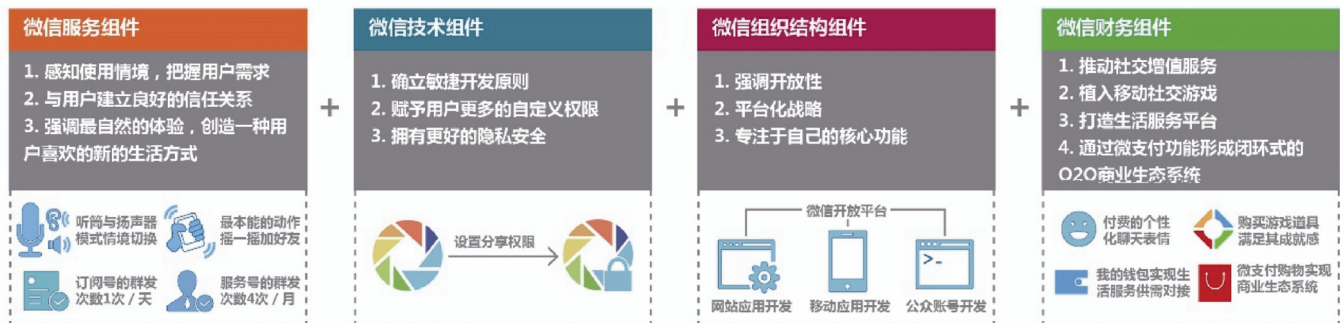 微信服务组件
1. 感知使用情境，把握用户需求
2. 与用户建立良好的信任关系
3. 强调最自然的体验，创造一种用
户喜欢的新的生活方式
听筒与扬声器
模式情境切换
最本能的动作
摇一摇加好友
订阅号的群发
次数1次 / 天
服务号的群发
次数4次 / 月
+
微信技术组件
1. 确立敏捷开发原则
2. 赋予用户更多的自定义权限
3. 拥有更好的隐私安全
设置分享权限
+
微信组织结构组件
1. 强调开放性
2. 平台化战略
3. 专注于自己的核心功能
微信开放平台
网站应用开发
移动应用开发
公众账号开发
+
微信财务组件
1. 推动社交增值服务
2. 植入移动社交游戏
3. 打造生活服务平台
4. 通过微支付功能形成闭环式的
O2O商业生态系统
付费的个性
化聊天表情
购买游戏道具
满足其成就感
我的钱包实现生
活服务供需对接
微支付购物实现
商业生态系统